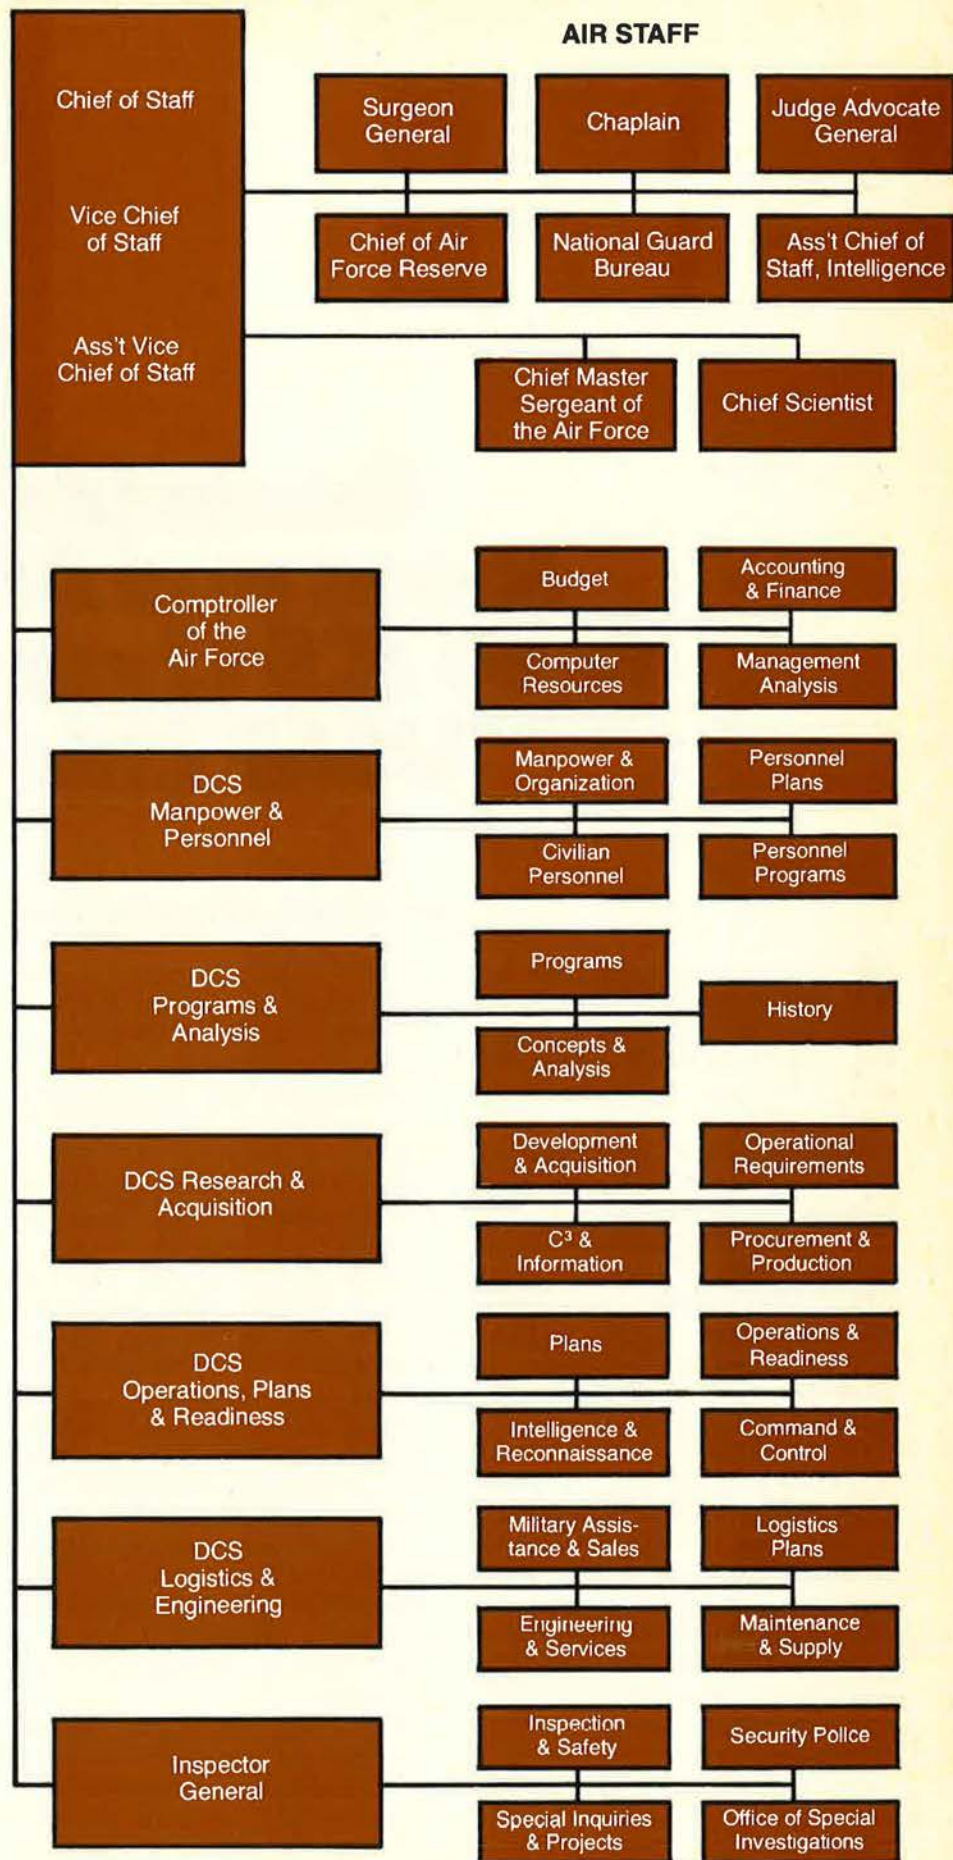 AIR STAFF
Chief of Staff
Vice Chief
of Staff
Ass't Vice
Chief of Staff
Surgeon
General
Chaplain
Judge Advocate
General
Chief of Air
Force Reserve
National Guard
Bureau
Ass't Chief of
Staff, Intelligence
Chief Master
Sergeant of
the Air Force
Chief Scientist
Comptroller
of the
Air Force
Budget
Accounting
& Finance
Computer
Resources
Management
Analysis
DCS
Manpower &
Personnel
Manpower &
Organization
Personnel
Plans
Civilian
Personnel
Personnel
Programs
DCS
Programs &
Analysis
Programs
History
Concepts &
Analysis
DCS Research &
Acquisition
Development
& Acquisition
Operational
Requirements
C³ &
Information
Procurement &
Production
DCS
Operations, Plans
& Readiness
Plans
Operations &
Readiness
Intelligence &
Reconnaissance
Command &
Control
DCS
Logistics &
Engineering
Military Assis-
tance & Sales
Logistics
Plans
Engineering
& Services
Maintenance
& Supply
Inspector
General
Inspection
& Safety
Security Police
Special Inquiries
& Projects
Office of Special
Investigations